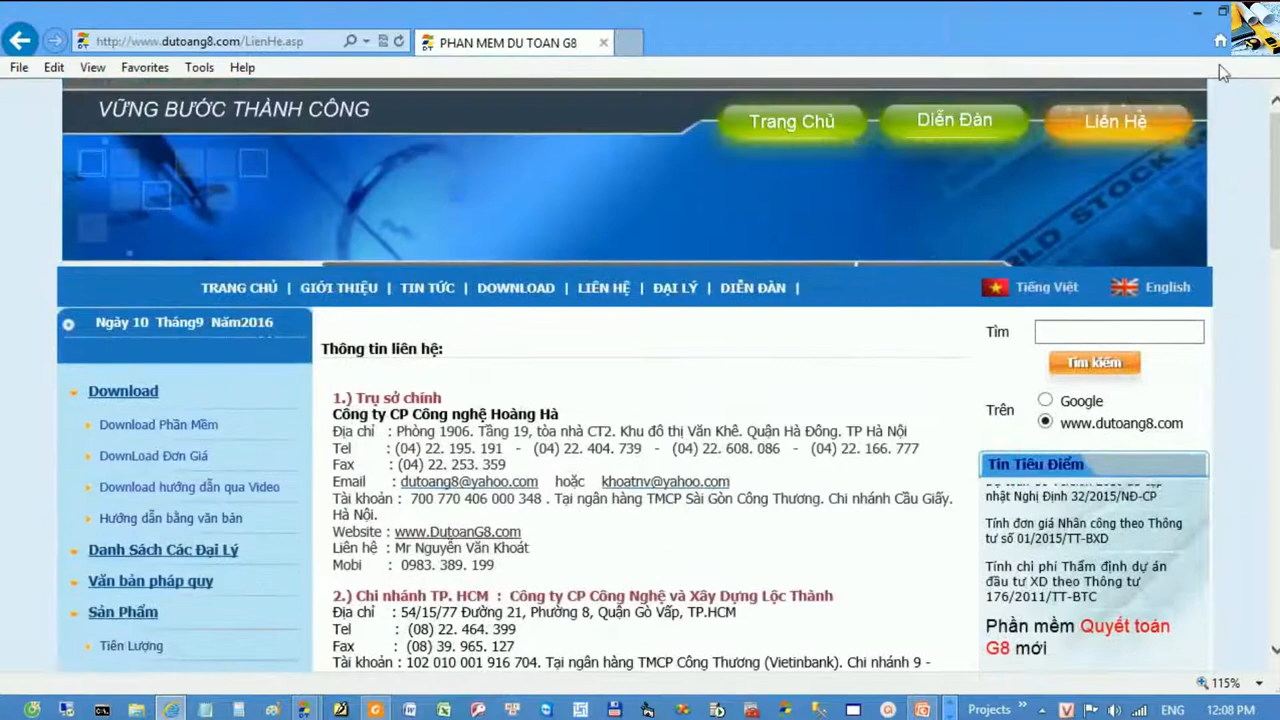 http://www.dutoang8.com/LienHe.asp
PHAN MEM DU TOAN G8
File Edit View Favorites Tools Help
VỮNG BƯỚC THÀNH CÔNG
Trang Chủ
Diễn Đàn
Liên Hệ
WORLD STOCK
TRANG CHỦ | GIỚI THIỆU | TIN TỨC | DOWNLOAD | LIÊN HỆ | ĐẠI LÝ | DIỄN ĐÀN |
Tiếng Việt
English
Ngày 10 Tháng9 Năm2016
Download
Download Phần Mềm
DownLoad Đơn Giá
Download hướng dẫn qua Video
Hướng dẫn bằng văn bản
Danh Sách Các Đại Lý
Văn bản pháp quy
Sản Phẩm
Tiên Lượng
Thông tin liên hệ:
1.) Trụ sở chính
Công ty CP Công nghệ Hoàng Hà
Địa chỉ : Phòng 1906. Tầng 19, tòa nhà CT2. Khu đô thị Văn Khê. Quận Hà Đông. TP Hà Nội
Tel : (04) 22. 195. 191 - (04) 22. 404. 739 - (04) 22. 608. 086 - (04) 22. 166. 777
Fax : (04) 22. 253. 359
Email : dutoang8@yahoo.com hoặc khoatnv@yahoo.com
Tài khoản : 700 770 406 000 348 . Tại ngân hàng TMCP Sài Gòn Công Thương. Chi nhánh Cầu Giấy.
Hà Nội.
Website : www.DutoanG8.com
Liên hệ : Mr Nguyễn Văn Khoát
Mobi : 0983. 389. 199
2.) Chi nhánh TP. HCM : Công ty CP Công Nghệ và Xây Dựng Lộc Thành
Địa chỉ : 54/15/77 Đường 21, Phường 8, Quận Gò Vấp, TP.HCM
Tel : (08) 22. 464. 399
Fax : (08) 39. 965. 127
Tài khoản : 102 010 001 916 704. Tại ngân hàng TMCP Công Thương (Vietinbank). Chi nhánh 9 -
Tìm
Tìm kiếm
Trên
Google
www.dutoang8.com
Tin Tiêu Điểm
nhật Nghị Định 32/2015/NĐ-CP
Tính đơn giá Nhân công theo Thông
tư số 01/2015/TT-BXD
Tính chi phí Thẩm định dự án
đầu tư XD theo Thông tư
176/2011/TT-BTC
Phần mềm Quyết toán
G8 mới
115%
Projects
ENG
12:08 PM